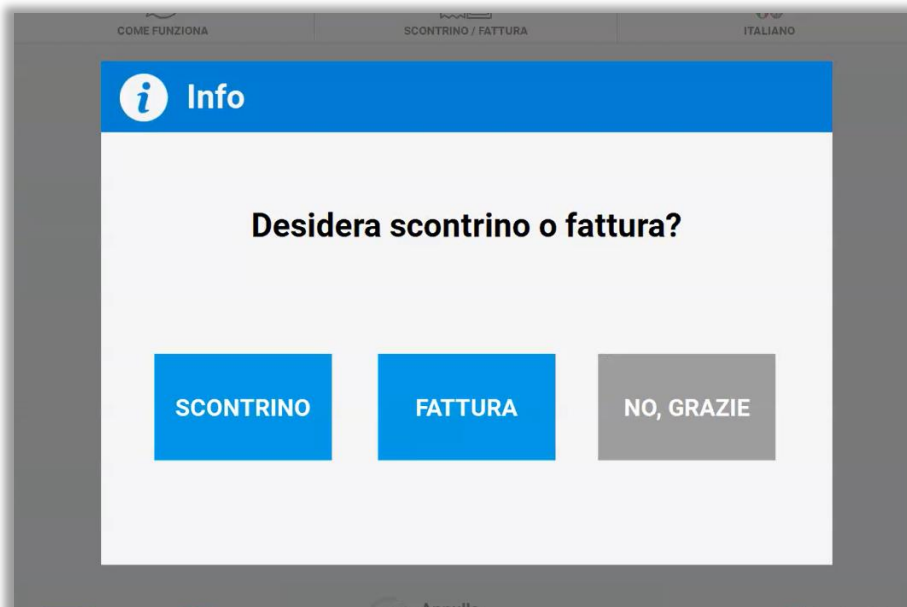 COME FUNZIONA
SCONTRINO / FATTURA
ITALIANO
i Info
Desidera scontrino o fattura?
SCONTRINO
FATTURA
NO, GRAZIE